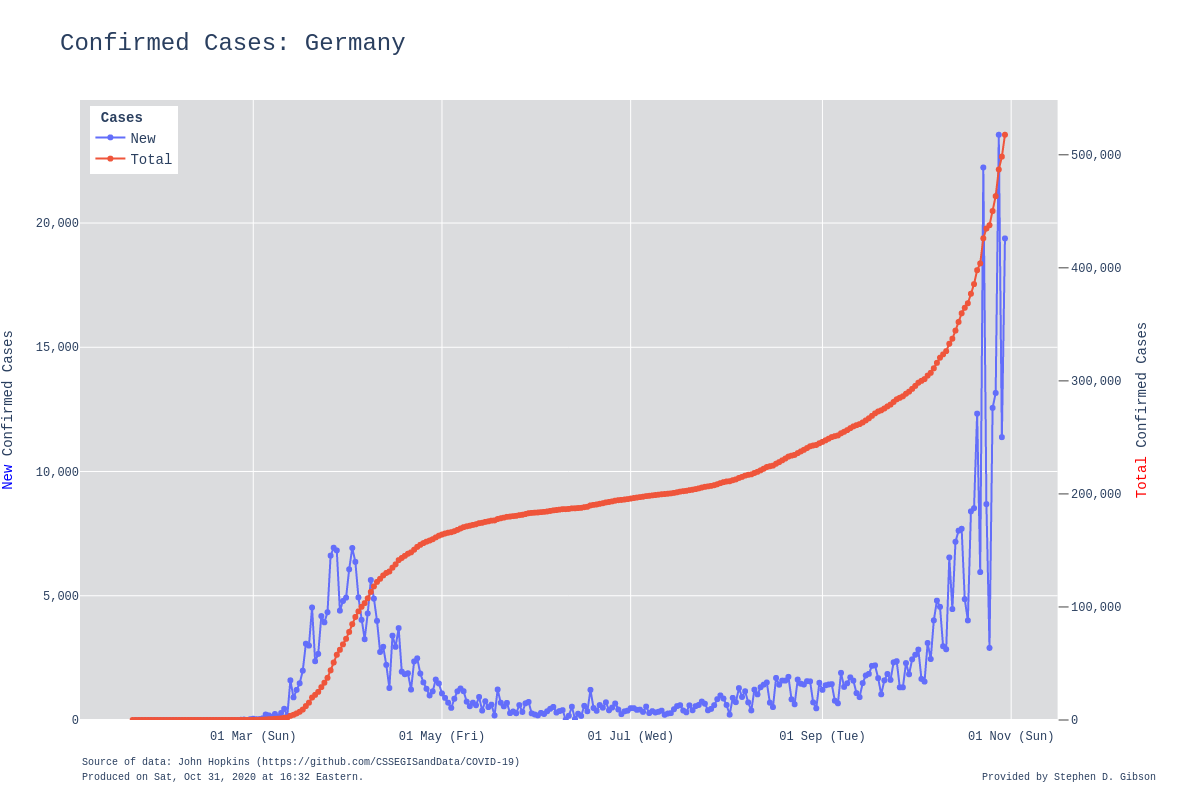 Confirmed Cases: Germany
Cases
New
Total
20,000
15,000
10,000
5,000
0
500,000
400,000
300,000
200,000
100,000
0
New Confirmed Cases
Total Confirmed Cases
01 Mar (Sun)
01 May (Fri)
01 Jul (Wed)
01 Sep (Tue)
01 Nov (Sun)
Source of data: John Hopkins (https://github.com/CSSEGISandData/COVID-19)
Produced on Sat, Oct 31, 2020 at 16:32 Eastern.
Provided by Stephen D. Gibson